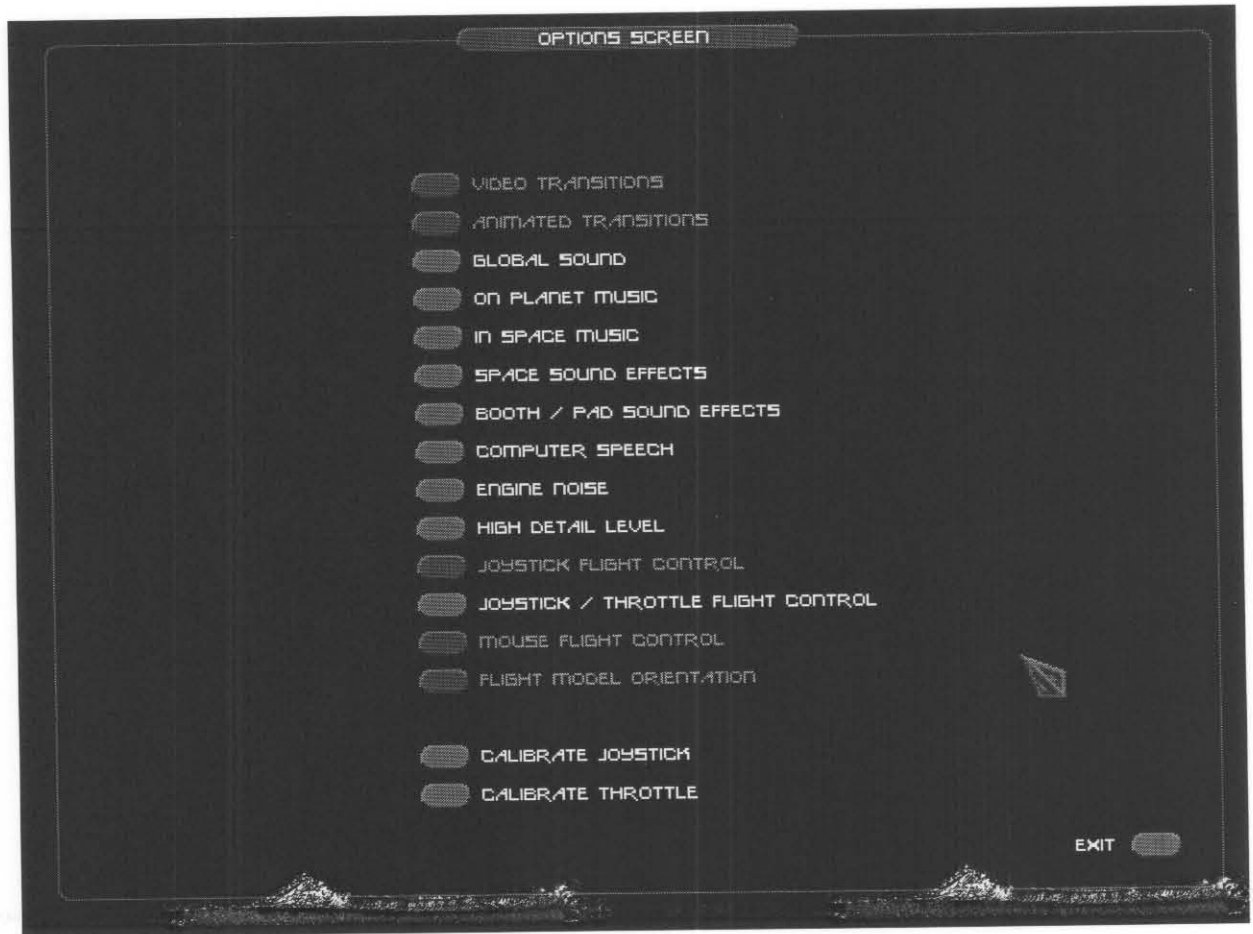 OPTIONS SCREEN
VIDEO TRANSITIONS
ANIMATED TRANSITIONS
GLOBAL SOUND
ON PLANET MUSIC
IN SPACE MUSIC
SPACE SOUND EFFECTS
BOOTH / PAD SOUND EFFECTS
COMPUTER SPEECH
ENGINE NOISE
HIGH DETAIL LEVEL
JOYSTICK FLIGHT CONTROL
JOYSTICK / THROTTLE FLIGHT CONTROL
MOUSE FLIGHT CONTROL
FLIGHT MODEL ORIENTATION
CALIBRATE JOYSTICK
CALIBRATE THROTTLE
EXIT